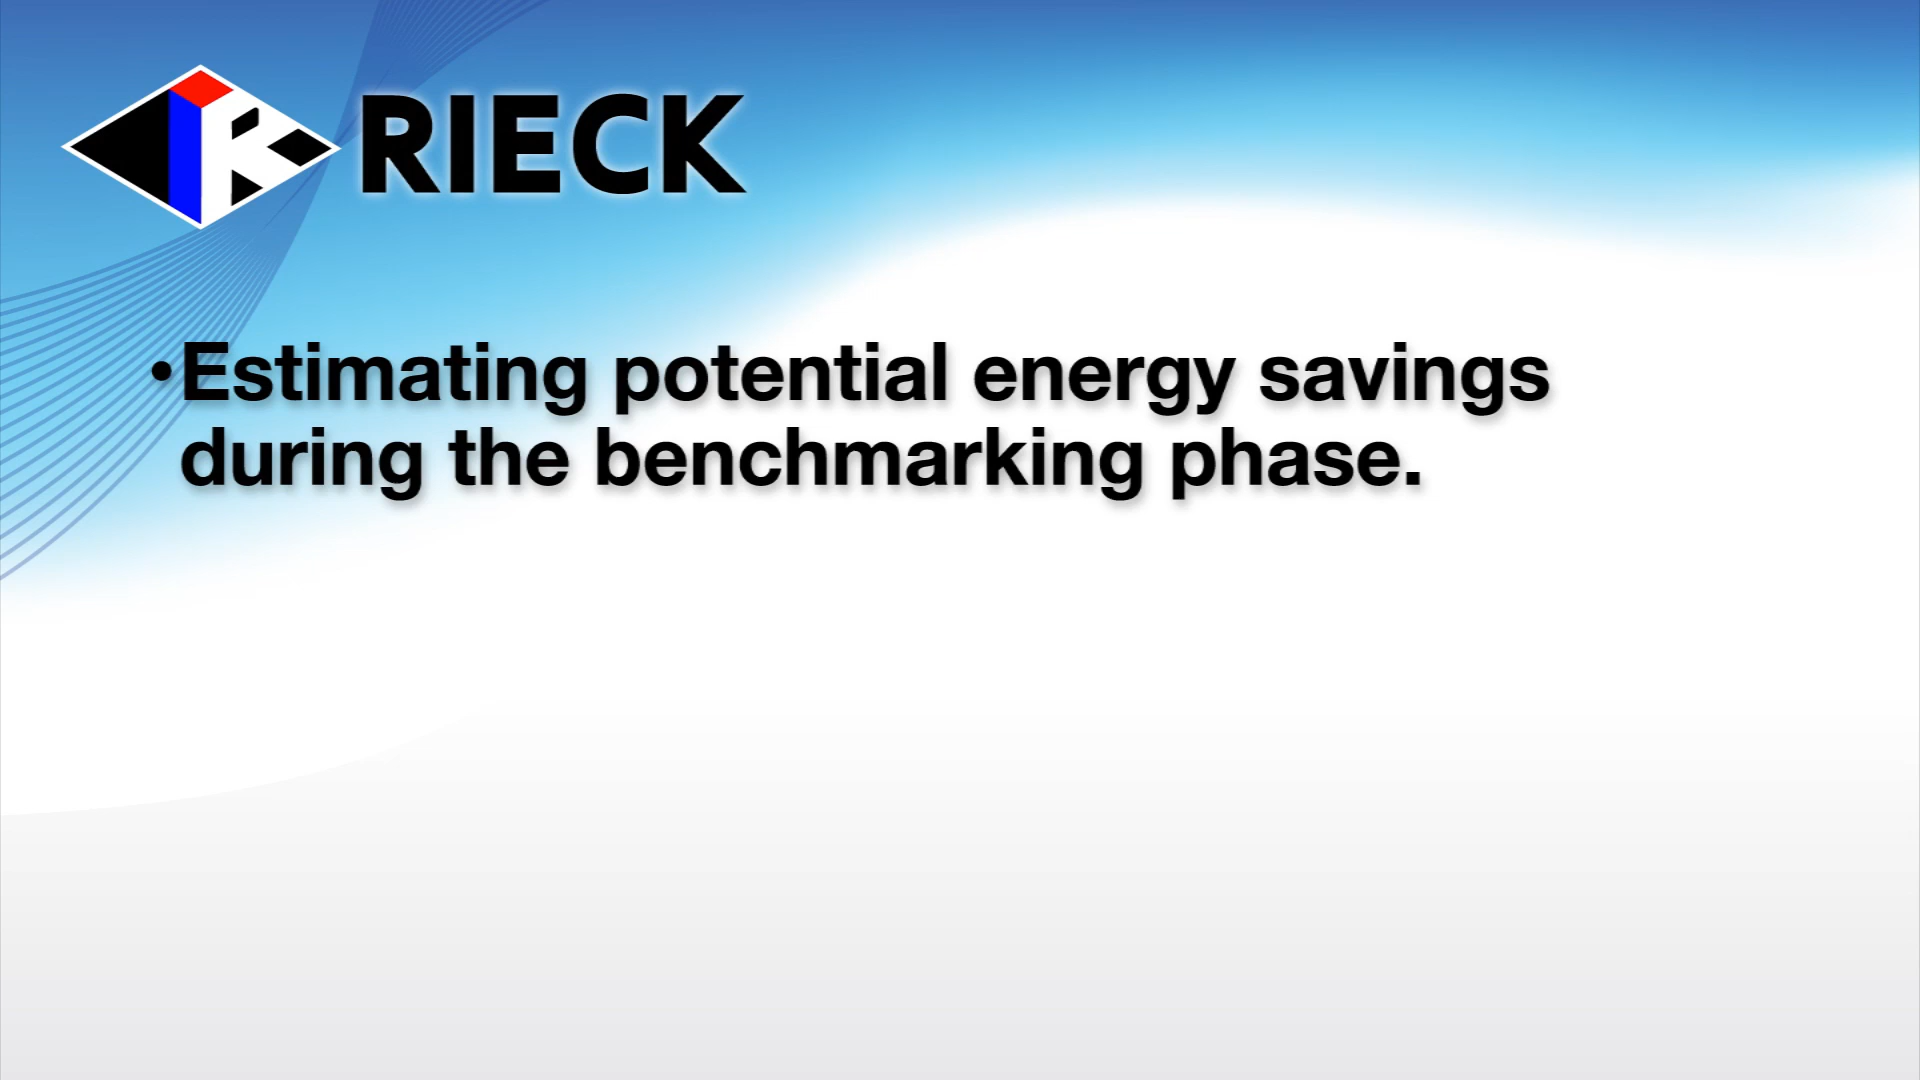 RIECK
•Estimating potential energy savings
during the benchmarking phase.